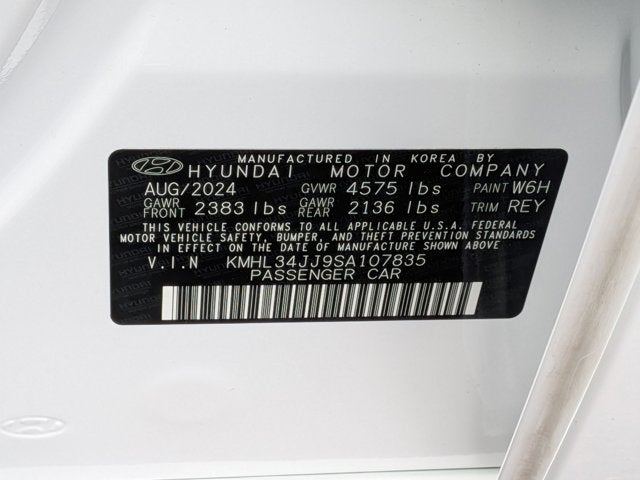 MANUFACTURED IN KOREA BY
HYUNDAI MOTOR COMPANY
AUG/2024 GVWR 4575 lbs PAINT W6H
GAWR FRONT 2383 lbs GAWR REAR 2136 lbs TRIM REY
THIS VEHICLE CONFORMS TO ALL APPLICABLE U.S.A. FEDERAL
MOTOR VEHICLE SAFETY, BUMPER, AND THEFT PREVENTION STANDARDS
IN EFFECT ON THE DATE OF MANUFACTURE SHOWN ABOVE
V.I.N KMHL34JJ9SA107835
PASSENGER CAR